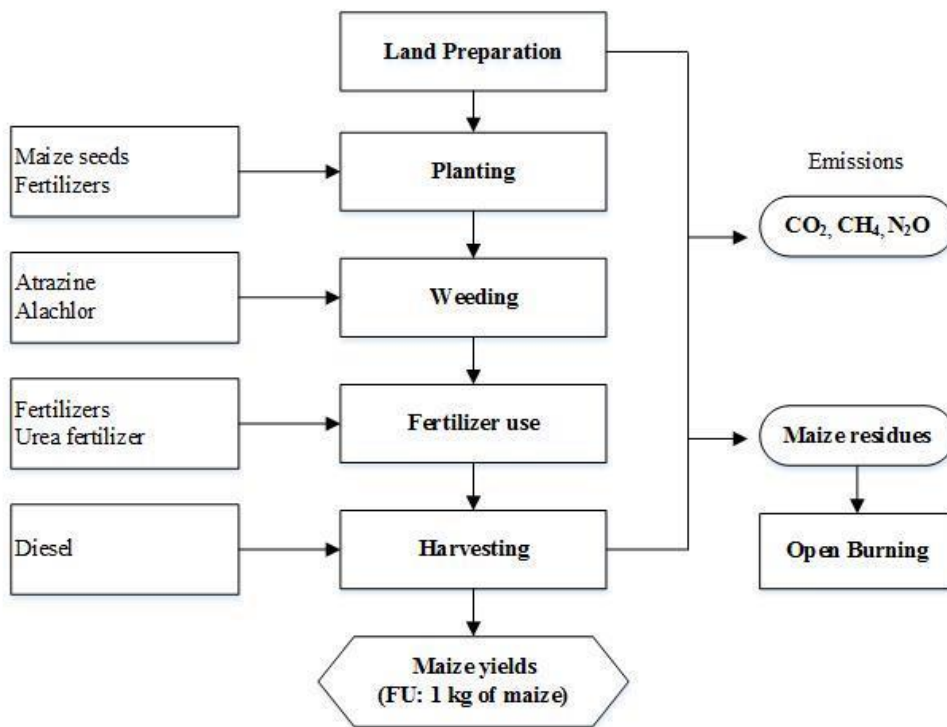 Land Preparation
Maize seeds
Fertilizers
Planting
Emissions
CO₂, CH₄, N₂O
Atrazine
Alachlor
Weeding
Fertilizers
Urea fertilizer
Fertilizer use
Maize residues
Diesel
Harvesting
Open Burning
Maize yields
(FU: 1 kg of maize)